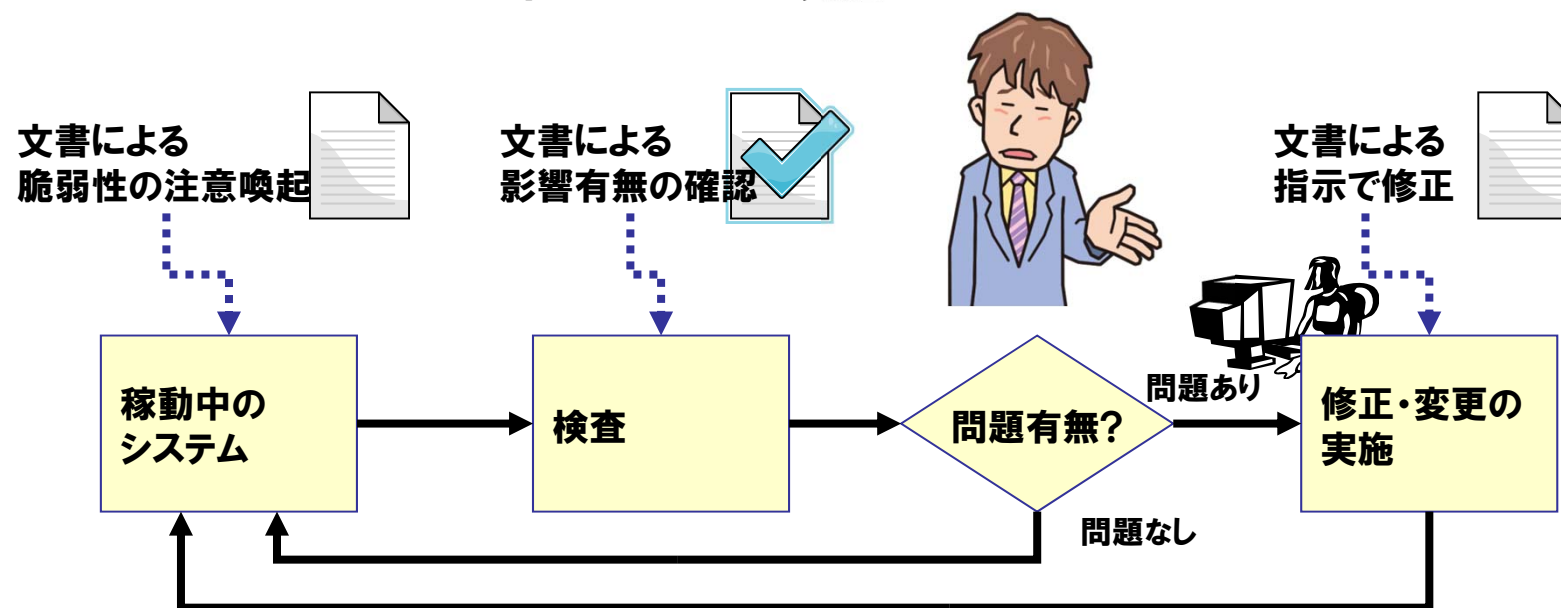 文書による
脆弱性の注意喚起
文書による
影響有無の確認
文書による
指示で修正
稼動中の
システム
検査
問題有無?
問題あり
修正・変更の
実施
問題なし